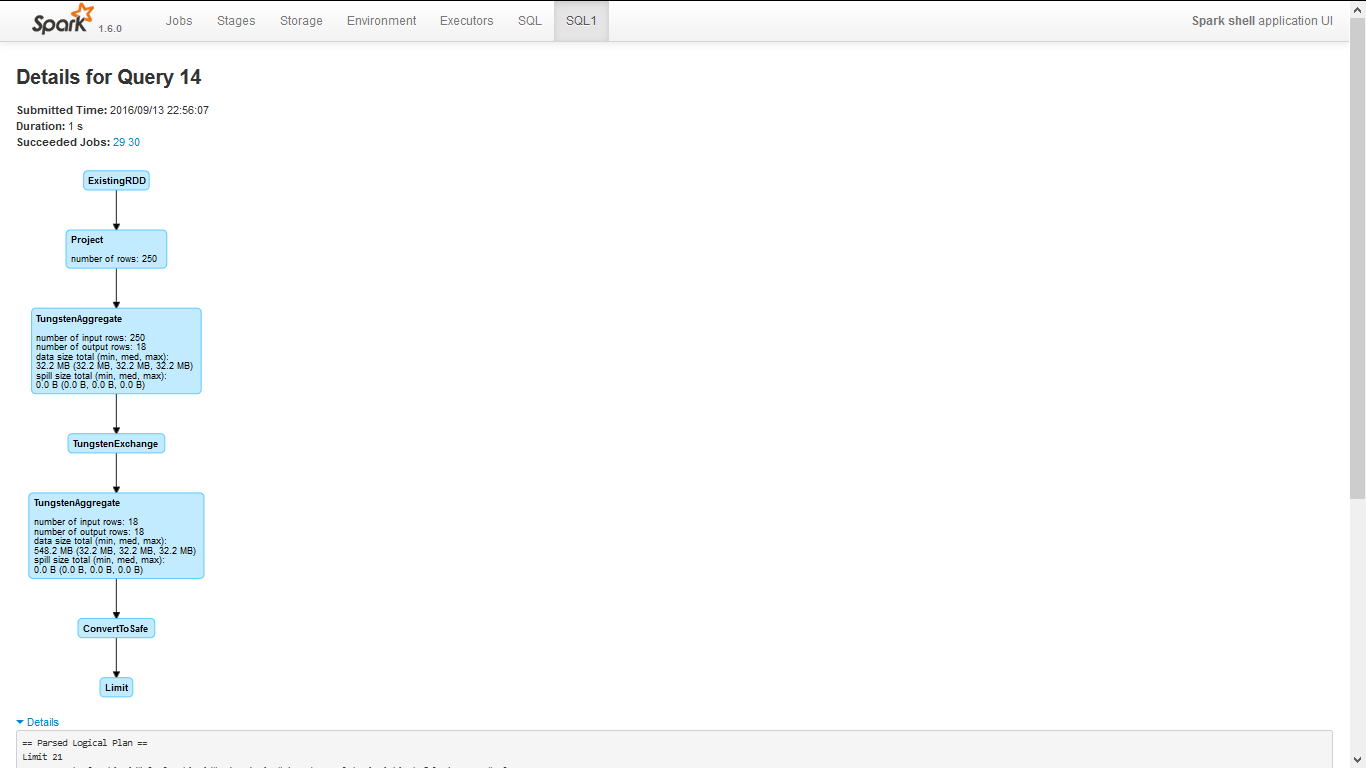 Spark 1.6.0 Jobs Stages Storage Environment Executors SQL SQL1 Spark shell application UI
Details for Query 14
Submitted Time: 2016/09/13 22:56:07
Duration: 1 s
Succeeded Jobs: 29 30
ExistingRDD
Project
number of rows: 250
TungstenAggregate
number of input rows: 250
number of output rows: 18
data size total (min, med, max):
32.2 MB (32.2 MB, 32.2 MB, 32.2 MB)
spill size total (min, med, max):
0.0 B (0.0 B, 0.0 B, 0.0 B)
TungstenExchange
TungstenAggregate
number of input rows: 18
number of output rows: 18
data size total (min, med, max):
548.2 MB (32.2 MB, 32.2 MB, 32.2 MB)
spill size total (min, med, max):
0.0 B (0.0 B, 0.0 B, 0.0 B)
ConvertToSafe
Limit
Details
== Parsed Logical Plan ==
Limit 21